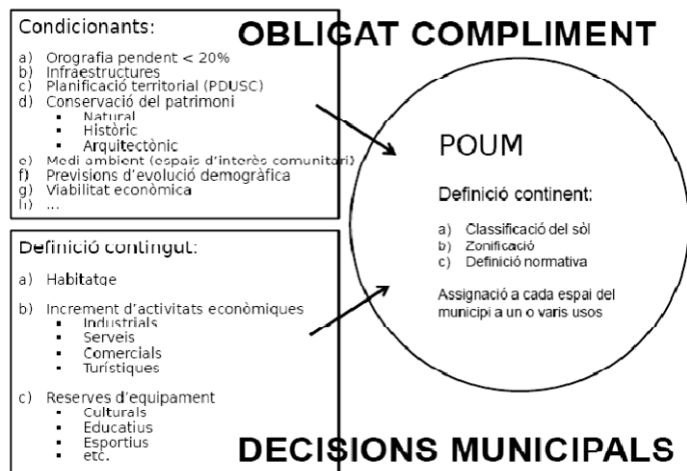 OBLIGAT COMPLIMENT
Condicionants:
a) Orografia pendent < 20%
b) Infraestructures
c) Planificació territorial (PDUSC)
d) Conservació del patrimoni
▪ Natural
▪ Històric
▪ Arquitectònic
e) Medi ambient (espais d'interès comunitari)
f) Previsions d'evolució demogràfica
g) Viabilitat econòmica
h) ...
Definició contingut:
a) Habitatge
b) Increment d'activitats econòmiques
▪ Industrials
▪ Serveis
▪ Comercials
▪ Turístiques
c) Reserves d'equipament
▪ Culturals
▪ Educatius
▪ Esportius
▪ etc.
POUM
Definició continent:
a) Classificació del sòl
b) Zonificació
c) Definició normativa
Assignació a cada espai del
municipi a un o varis usos
DECISIONS MUNICIPALS